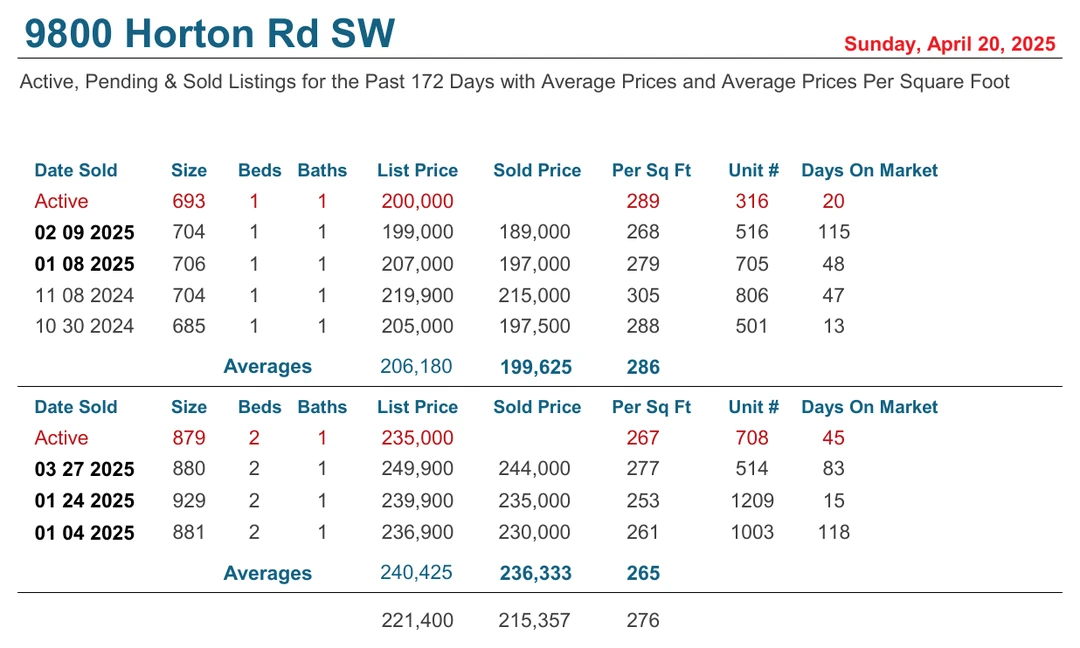 9800 Horton Rd SW
Sunday, April 20, 2025
Active, Pending & Sold Listings for the Past 172 Days with Average Prices and Average Prices Per Square Foot
Date Sold Size Beds Baths List Price Sold Price Per Sq Ft Unit # Days On Market
Active 693 1 1 200,000 289 316 20
02 09 2025 704 1 1 199,000 189,000 268 516 115
01 08 2025 706 1 1 207,000 197,000 279 705 48
11 08 2024 704 1 1 219,900 215,000 305 806 47
10 30 2024 685 1 1 205,000 197,500 288 501 13
Averages 206,180 199,625 286
Date Sold Size Beds Baths List Price Sold Price Per Sq Ft Unit # Days On Market
Active 879 2 1 235,000 267 708 45
03 27 2025 880 2 1 249,900 244,000 277 514 83
01 24 2025 929 2 1 239,900 235,000 253 1209 15
01 04 2025 881 2 1 236,900 230,000 261 1003 118
Averages 240,425 236,333 265
221,400 215,357 276